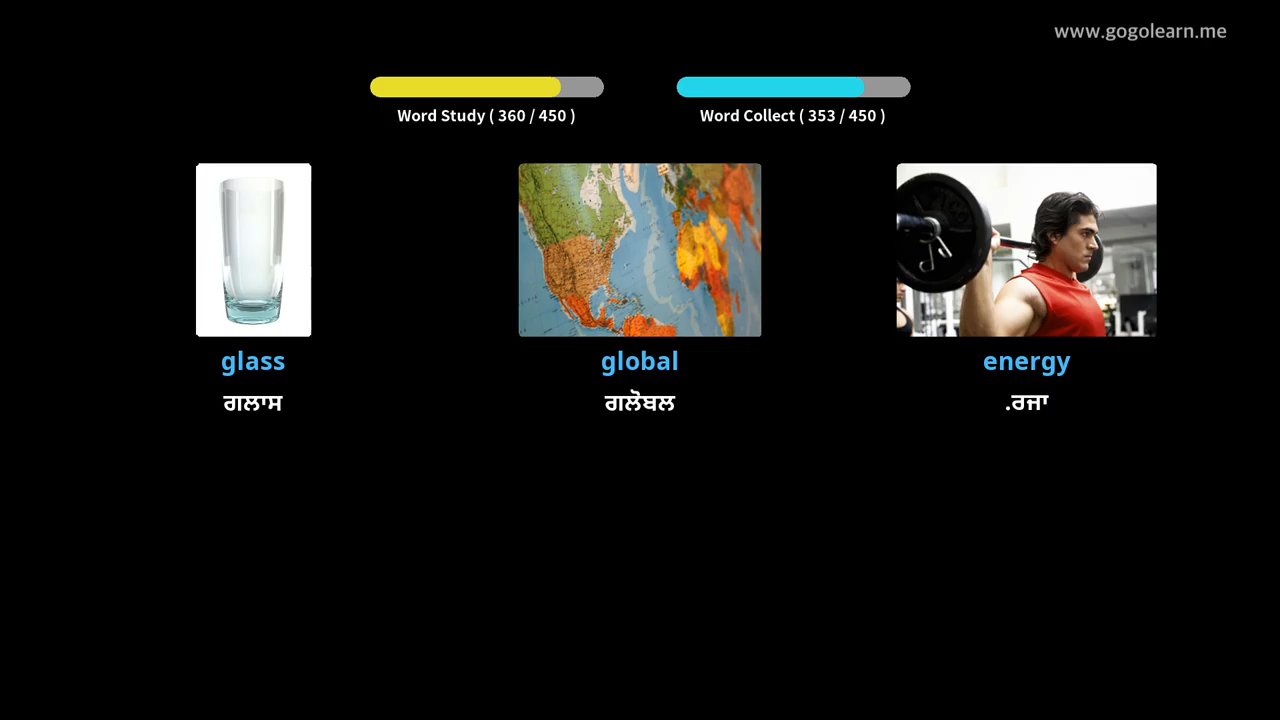 www.gogolearn.me
Word Study ( 360 / 450 )
Word Collect ( 353 / 450 )
glass
global
energy
ਗਲਾਸ
ਗਲੋਬਲ
.ਰਜਾ